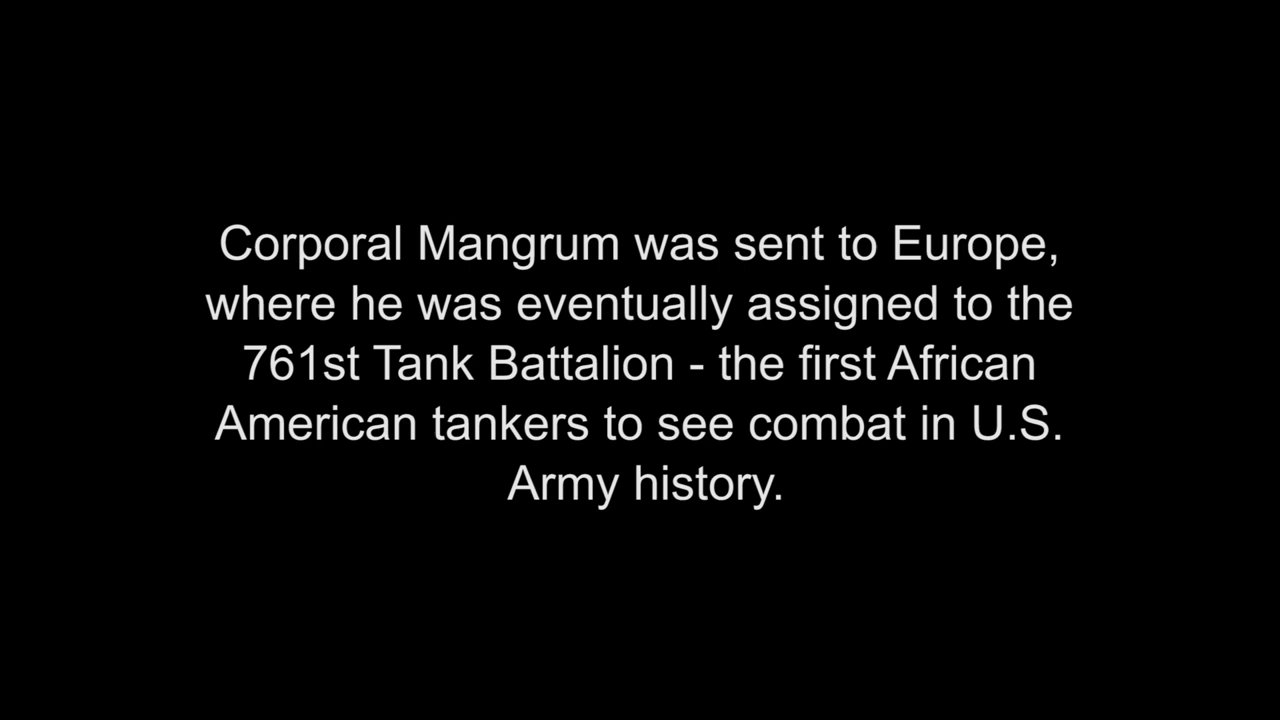 Corporal Mangrum was sent to Europe,
where he was eventually assigned to the
761st Tank Battalion - the first African
American tankers to see combat in U.S.
Army history.